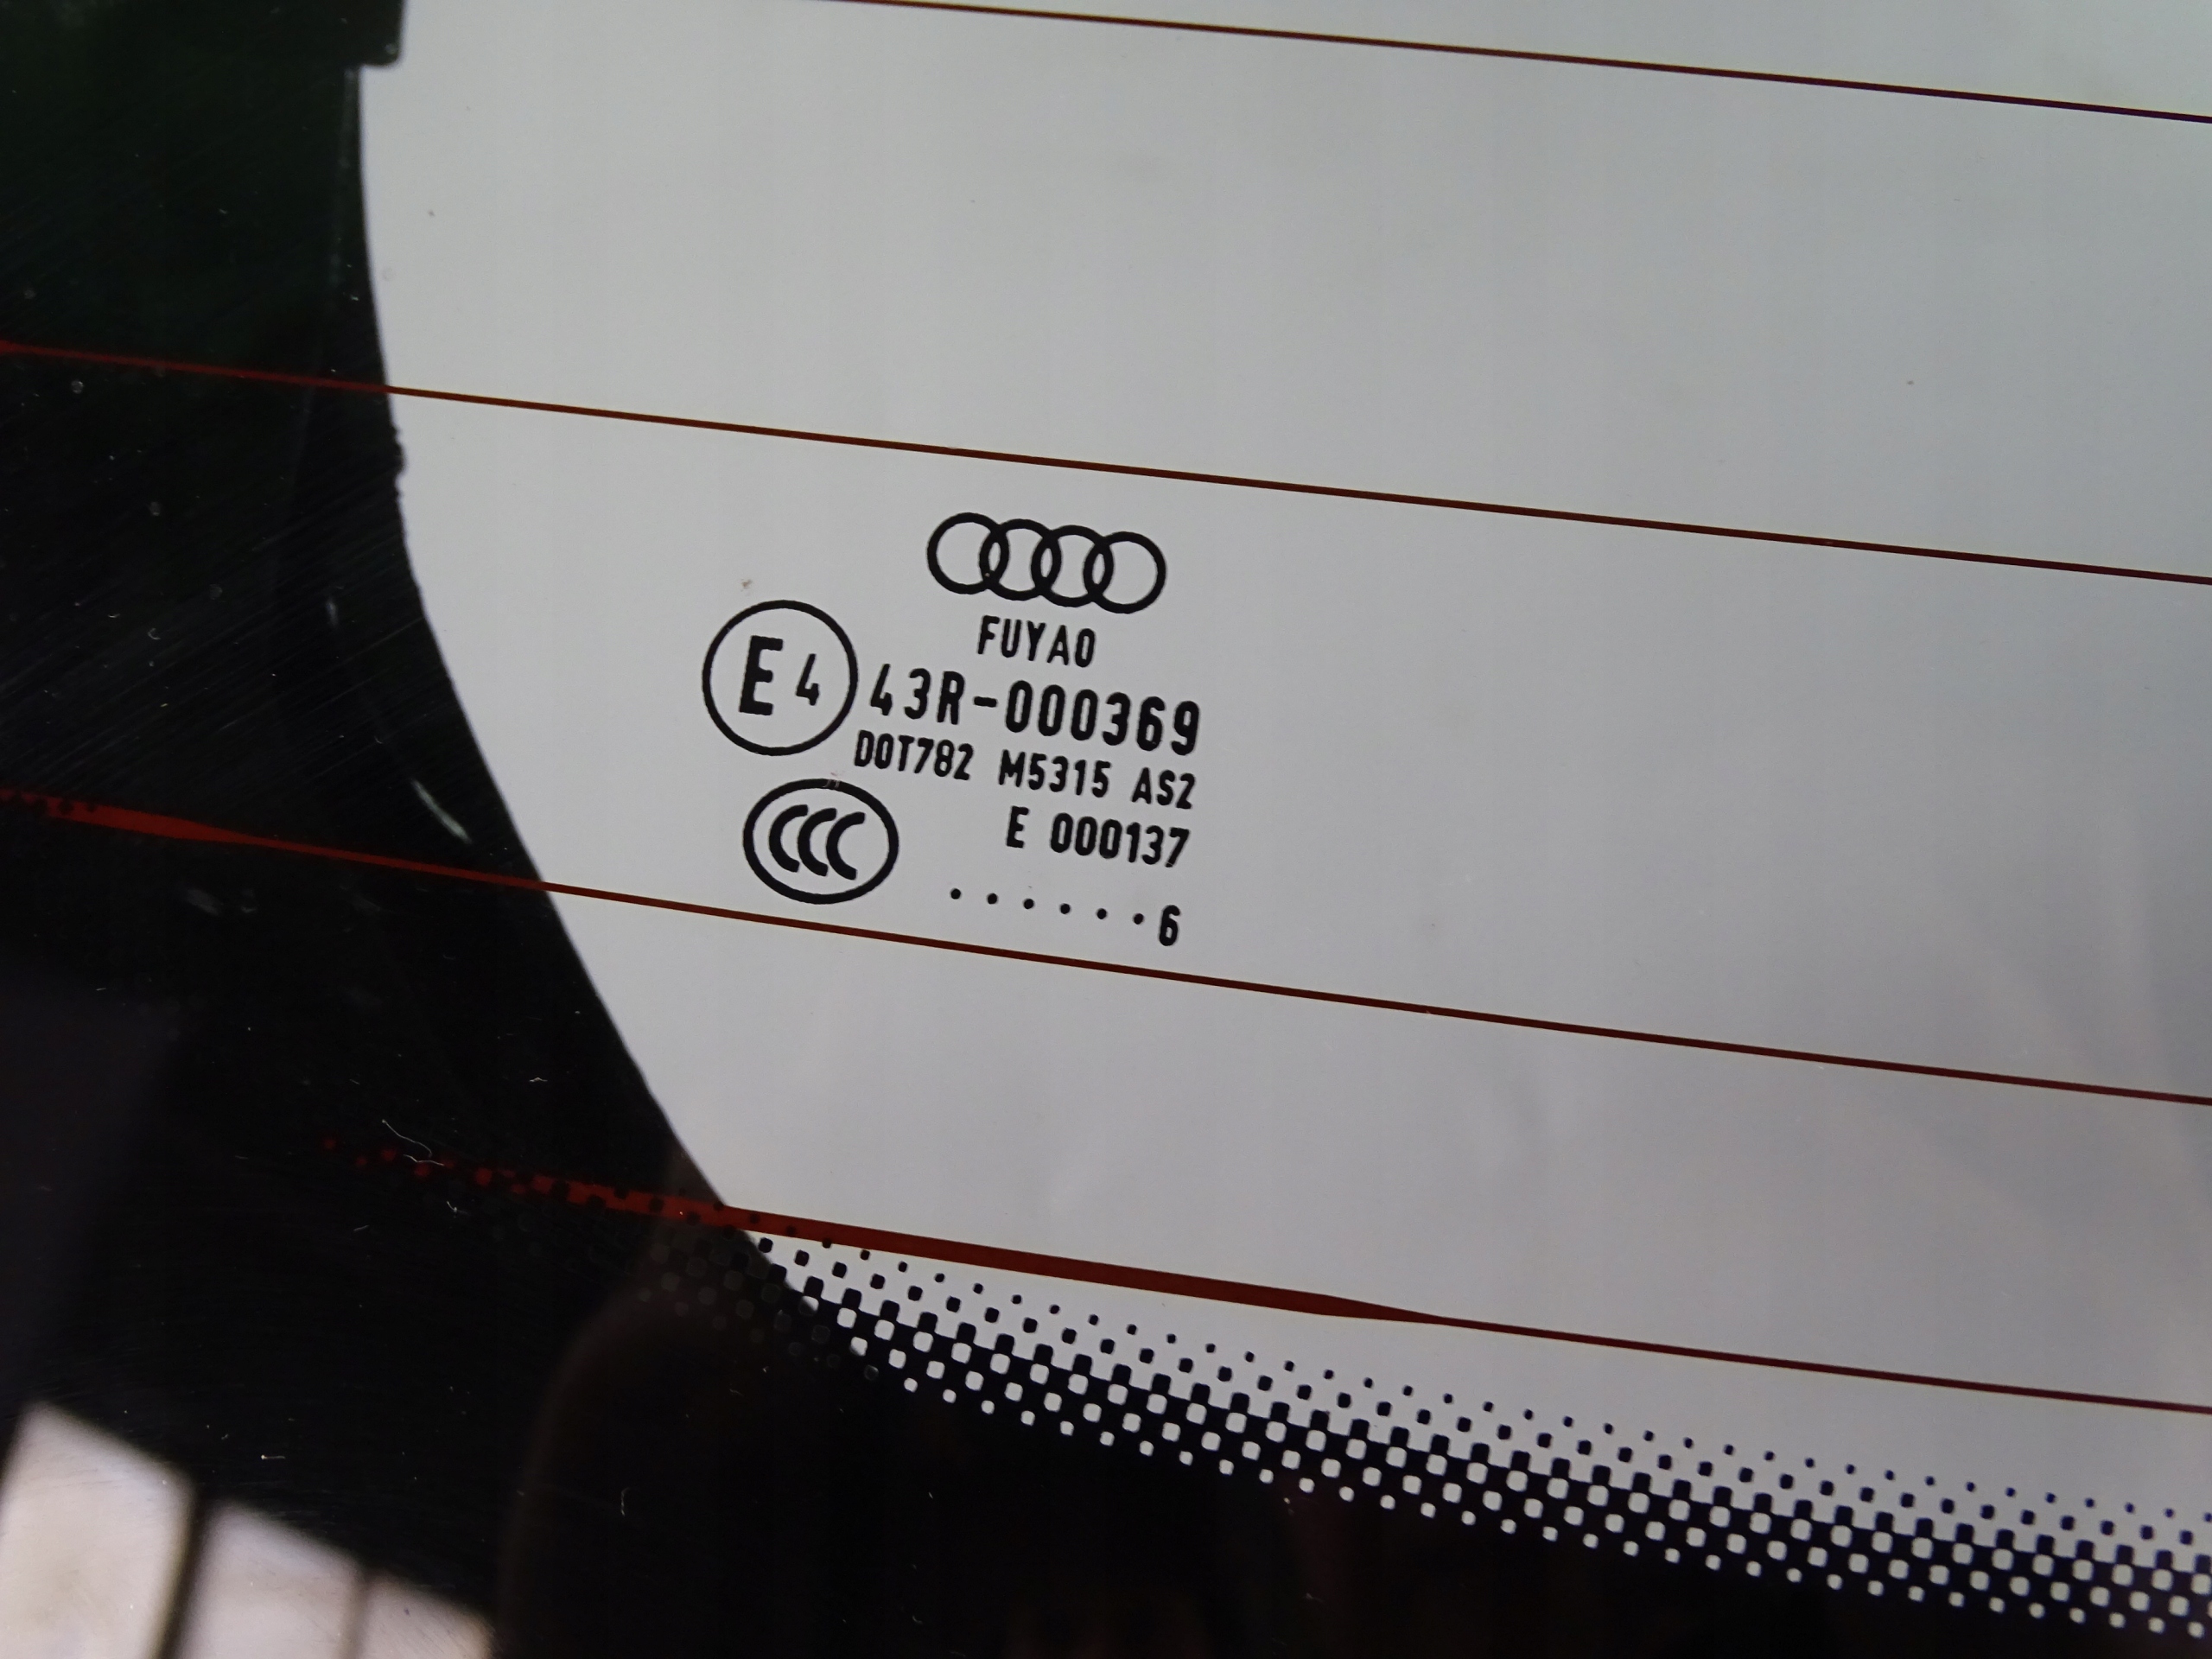 FUYAO
E4 43R-000369
DOT782 M5315 AS2
CCC E 000137
......6